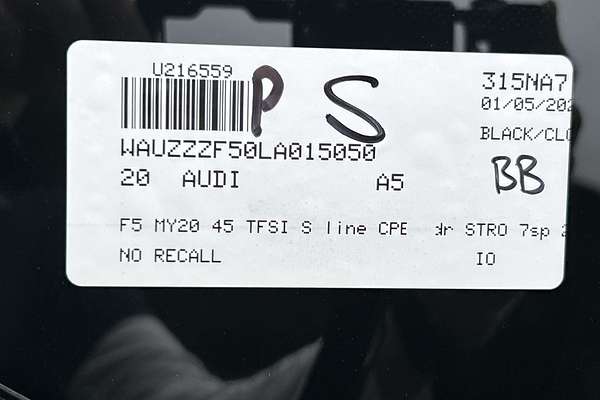 U216559
P S
315NA7
01/05/202
BLACK/CLO
WAUZZZF50LA015050
20 AUDI A5
BB
F5 MY20 45 TFSI S line CPE dr STRO 7sp
NO RECALL IO